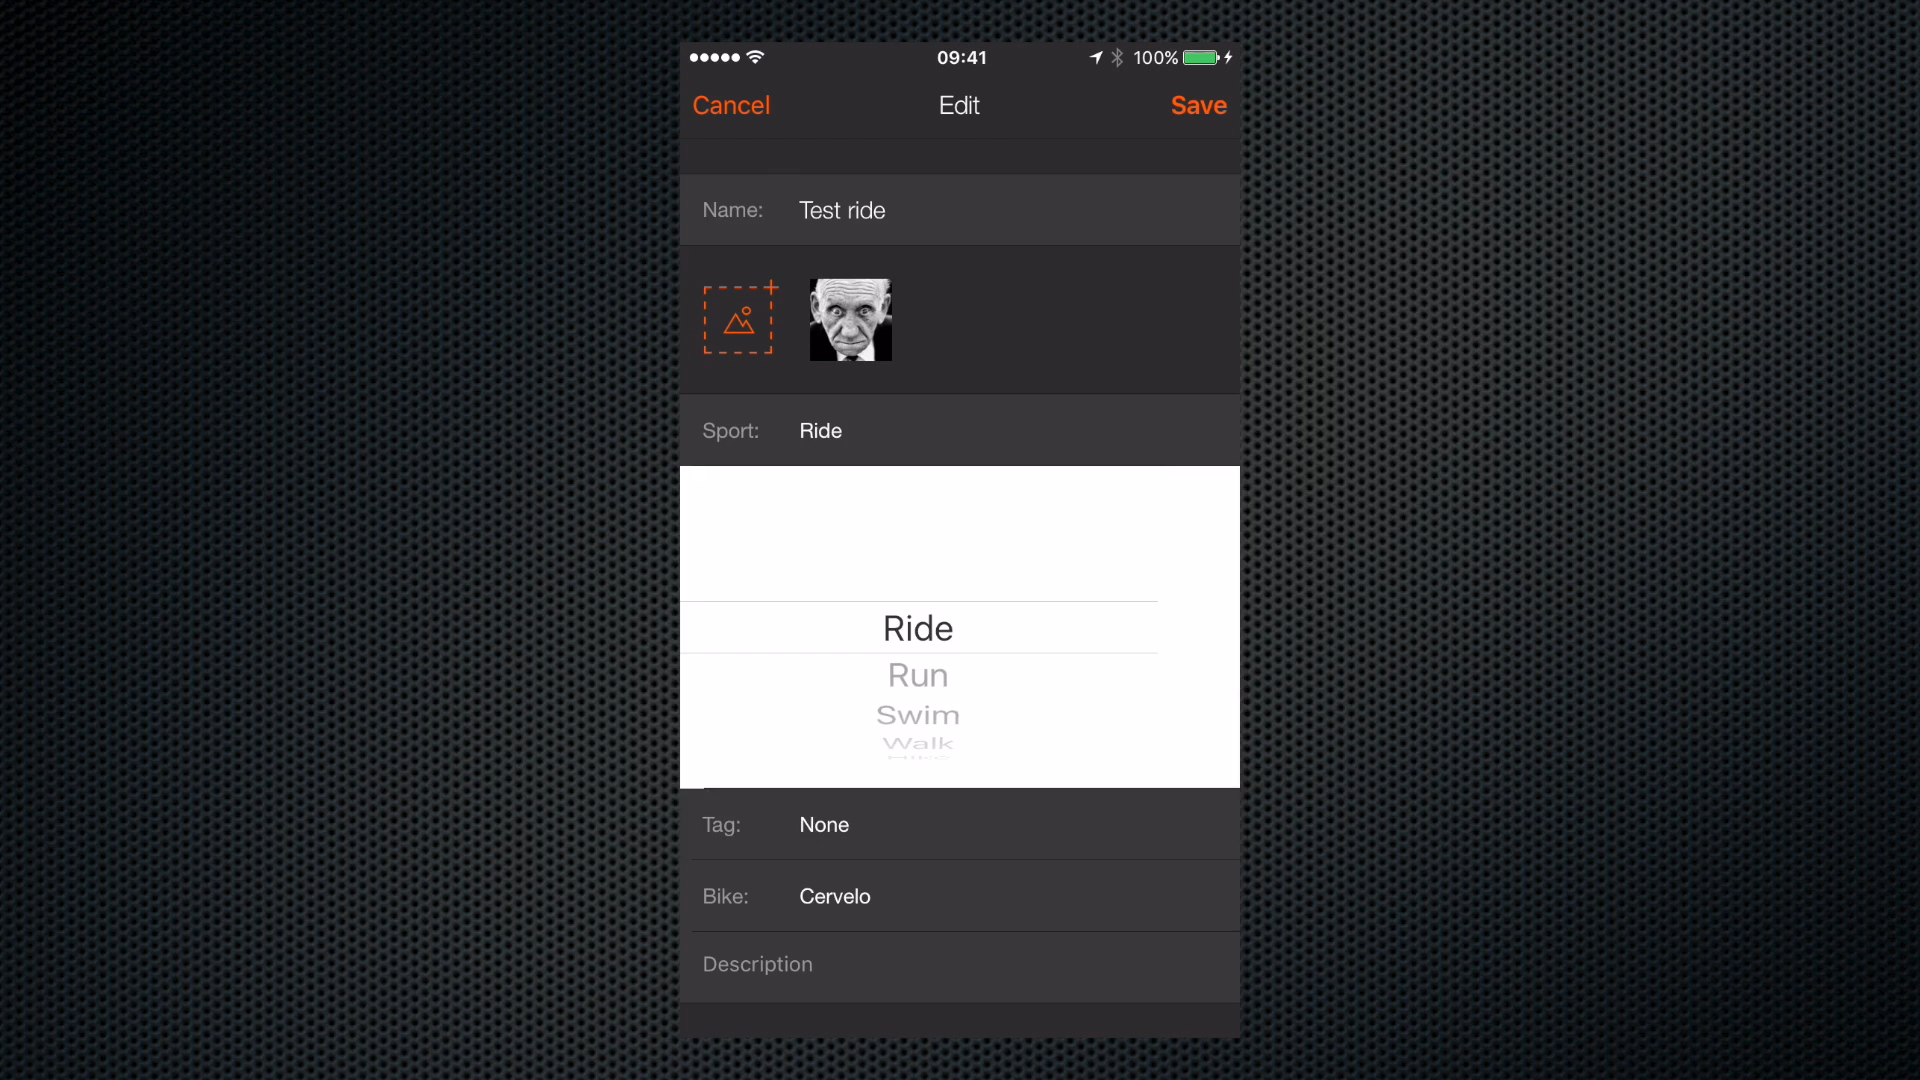 09:41 100%
Cancel Edit Save
Name: Test ride
Sport: Ride
Ride
Run
Swim
Walk
Tag: None
Bike: Cervelo
Description